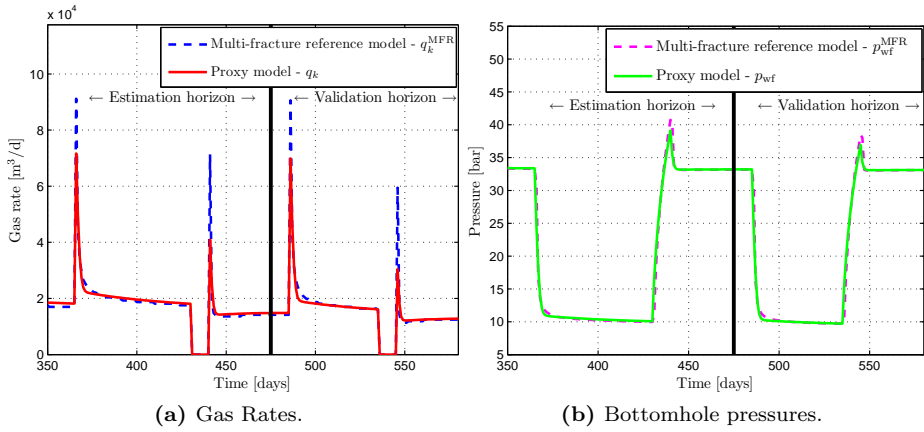 × 10⁴
Multi-fracture reference model - q_k^MFR
Proxy model - q_k
← Estimation horizon →
← Validation horizon →
10
8
6
4
2
0
Gas rate [m³/d]
350
400
450
500
550
Time [days]
(a) Gas Rates.
Multi-fracture reference model - p_wf^MFR
Proxy model - p_wf
← Estimation horizon →
← Validation horizon →
55
50
45
40
35
30
25
20
15
10
5
Pressure [bar]
350
400
450
500
550
Time [days]
(b) Bottomhole pressures.